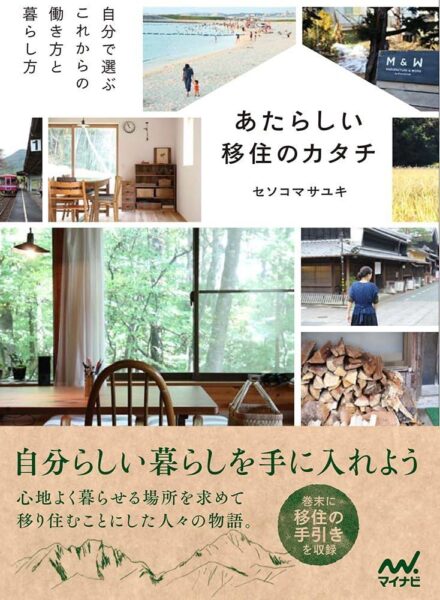 自分で選ぶ
これからの
働き方と
暮らし方
M & W
あたらしい
移住のカタチ
セソコマサユキ
1
自分らしい暮らしを手に入れよう
心地よく暮らせる場所を求めて
移り住むことにした人々の物語。
巻末に
移住の
手引き
を収録
マイナビ